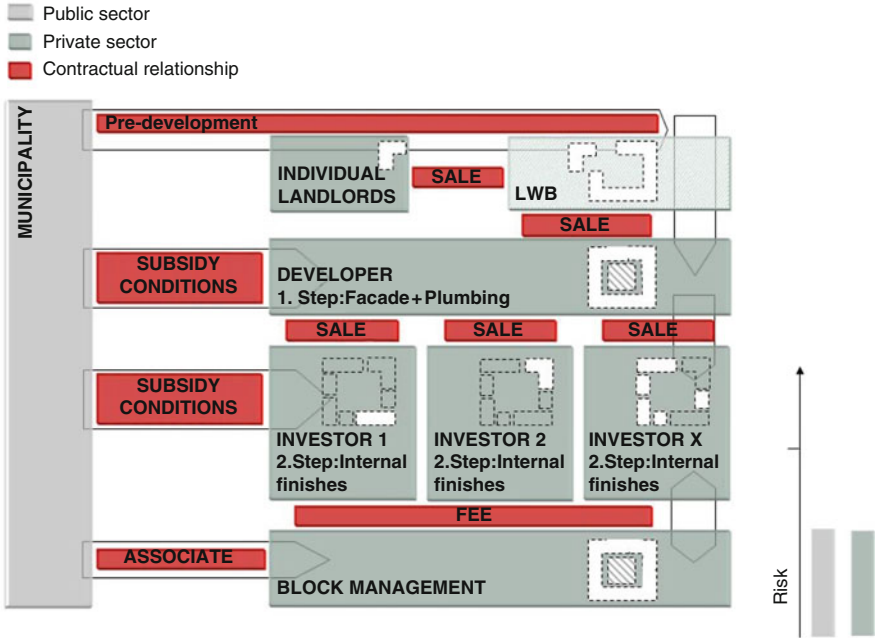 Public sector
Private sector
Contractual relationship
MUNICIPALITY
Pre-development
INDIVIDUAL
LANDLORDS
SALE
LWB
SALE
SUBSIDY
CONDITIONS
DEVELOPER
1. Step:Facade+Plumbing
SALE
SALE
SALE
SUBSIDY
CONDITIONS
INVESTOR 1
2.Step:Internal
finishes
INVESTOR 2
2.Step:Internal
finishes
INVESTOR X
2.Step:Internal
finishes
FEE
ASSOCIATE
BLOCK MANAGEMENT
Risk